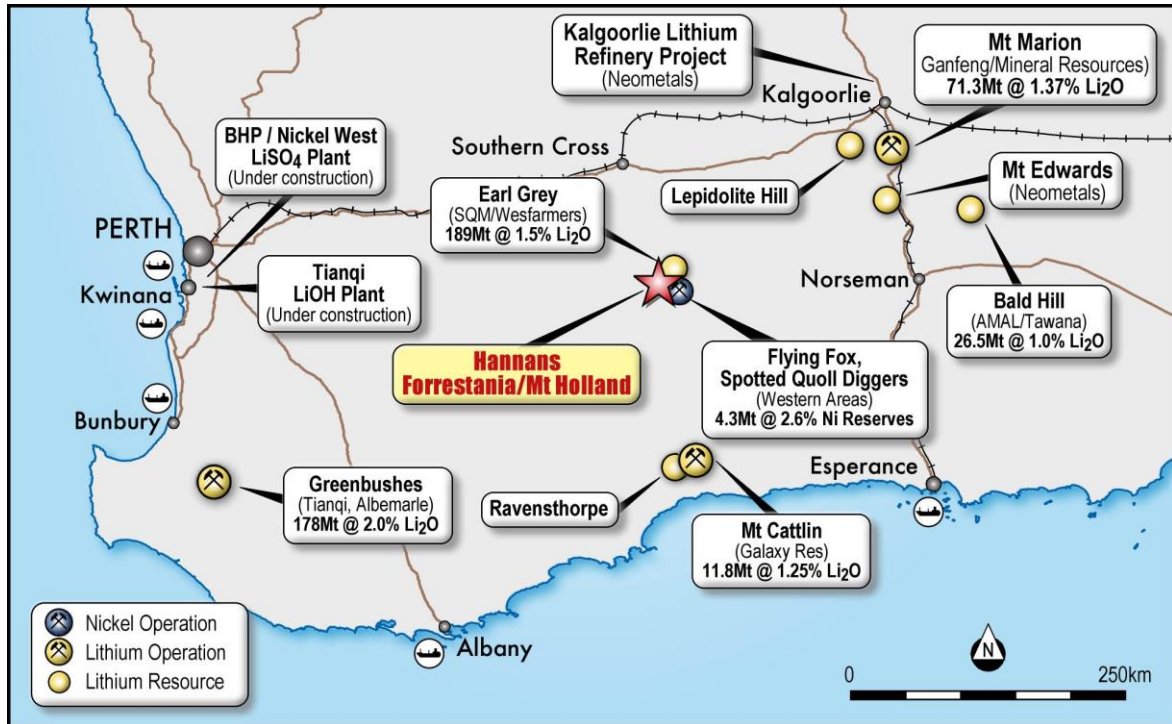 Kalgoorlie Lithium
Refinery Project
(Neometals)
Mt Marion
Ganfeng/Mineral Resources)
71.3Mt @ 1.37% Li₂O
Kalgoorlie
BHP / Nickel West
LiSO₄ Plant
(Under construction)
Southern Cross
Earl Grey
(SQM/Wesfarmers)
189Mt @ 1.5% Li₂O
Lepidolite Hill
Mt Edwards
(Neometals)
PERTH
Kwinana
Tianqi
LiOH Plant
(Under construction)
Norseman
Bald Hill
(AMAL/Tawana)
26.5Mt @ 1.0% Li₂O
Hannans
Forrestania/Mt Holland
Flying Fox,
Spotted Quoll Diggers
(Western Areas)
4.3Mt @ 2.6% Ni Reserves
Bunbury
Greenbushes
(Tianqi, Albemarle)
178Mt @ 2.0% Li₂O
Ravensthorpe
Esperance
Mt Cattlin
(Galaxy Res)
11.8Mt @ 1.25% Li₂O
Albany
Nickel Operation
Lithium Operation
Lithium Resource
N
0 250km